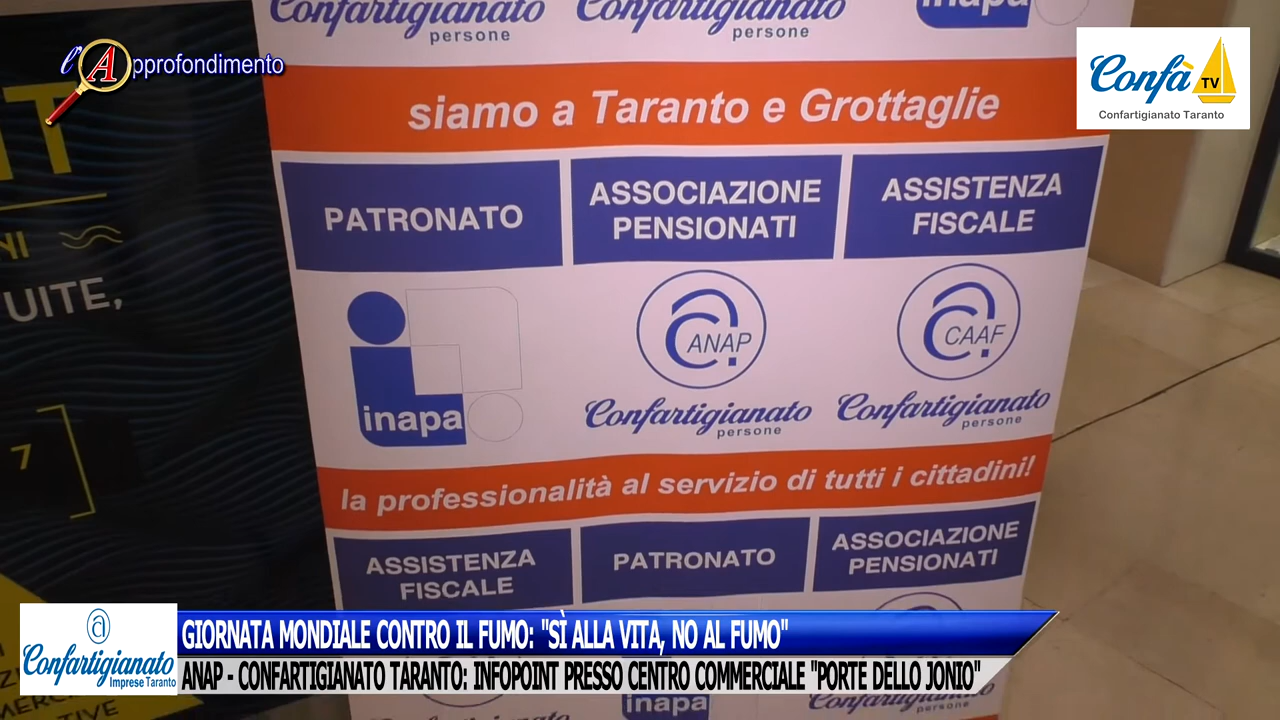 Confartigianato
persone
Confartigianato
persone
inapa
l'Approfondimento
Confà
TV
Confartigianato Taranto
siamo a Taranto e Grottaglie
PATRONATO
ASSOCIAZIONE
PENSIONATI
ASSISTENZA
FISCALE
UITE,
7
inapa
ANAP
Confartigianato
persone
CAAF
Confartigianato
persone
la professionalità al servizio di tutti i cittadini!
ASSISTENZA
FISCALE
PATRONATO
ASSOCIAZIONE
PENSIONATI
Confartigianato
Imprese Taranto
GIORNATA MONDIALE CONTRO IL FUMO: "SÌ ALLA VITA, NO AL FUMO"
ANAP - CONFARTIGIANATO TARANTO: INFOPOINT PRESSO CENTRO COMMERCIALE "PORTE DELLO JONIO"
inapa
Confartigianato
persone